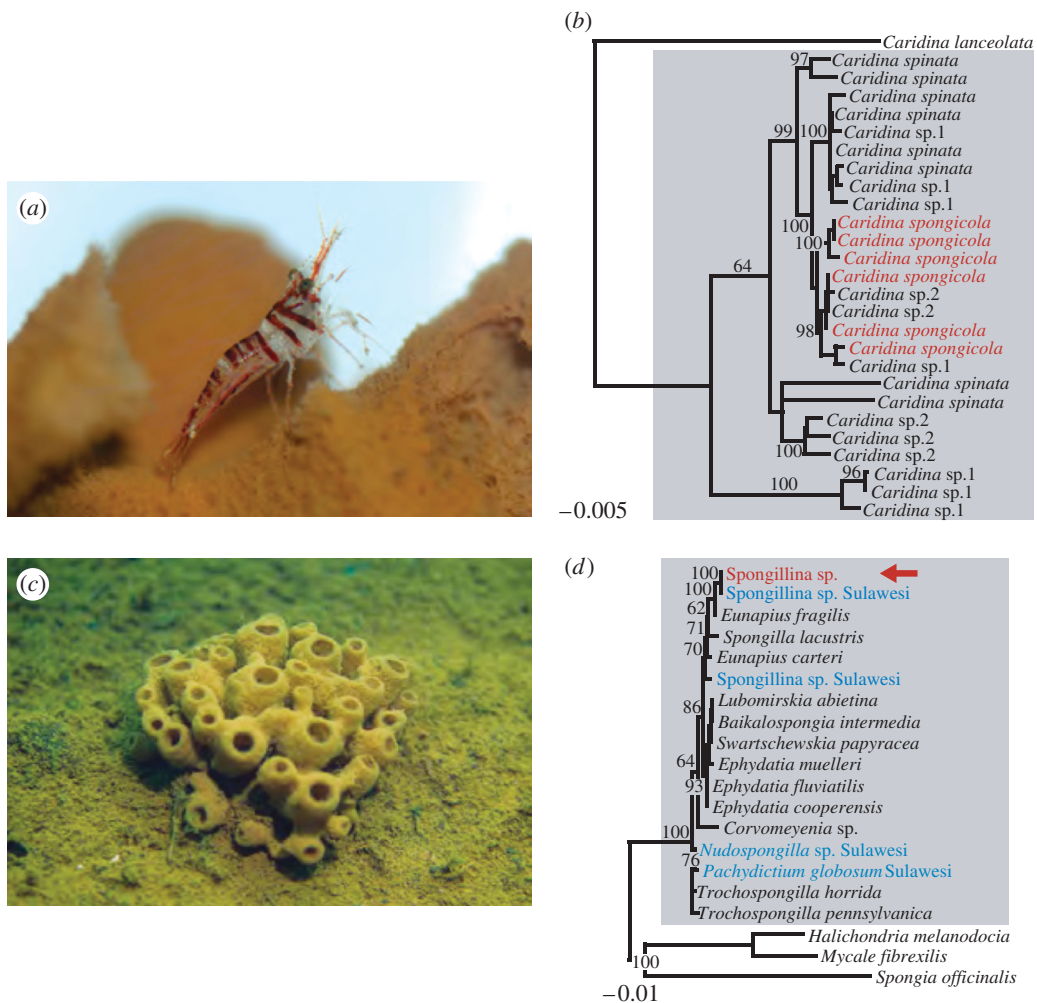 (a)
(b)
Caridina lanceolata
97
Caridina spinata
Caridina spinata
Caridina spinata
99
100
Caridina spinata
Caridina sp.1
Caridina spinata
Caridina spinata
Caridina sp.1
Caridina sp.1
100
Caridina spongicola
100
Caridina spongicola
Caridina spongicola
64
Caridina spongicola
Caridina sp.2
Caridina sp.2
98
Caridina spongicola
Caridina spongicola
Caridina sp.1
Caridina spinata
Caridina spinata
Caridina sp.2
Caridina sp.2
100
Caridina sp.2
96
Caridina sp.1
100
Caridina sp.1
Caridina sp.1
–0.005
(c)
(d)
100
Spongillina sp.
100
Spongillina sp. Sulawesi
62
Eunapius fragilis
71
Spongilla lacustris
70
Eunapius carteri
Spongillina sp. Sulawesi
Lubomirskia abietina
86
Baikalospongia intermedia
Swartschewskia papyracea
64
Ephydatia muelleri
93
Ephydatia fluviatilis
Ephydatia cooperensis
100
Corvomeyenia sp.
Nudospongilla sp. Sulawesi
76
Pachydictium globosum Sulawesi
Trochospongilla horrida
Trochospongilla pennsylvanica
Halichondria melanodocia
Mycale fibrexilis
100
Spongia officinalis
–0.01